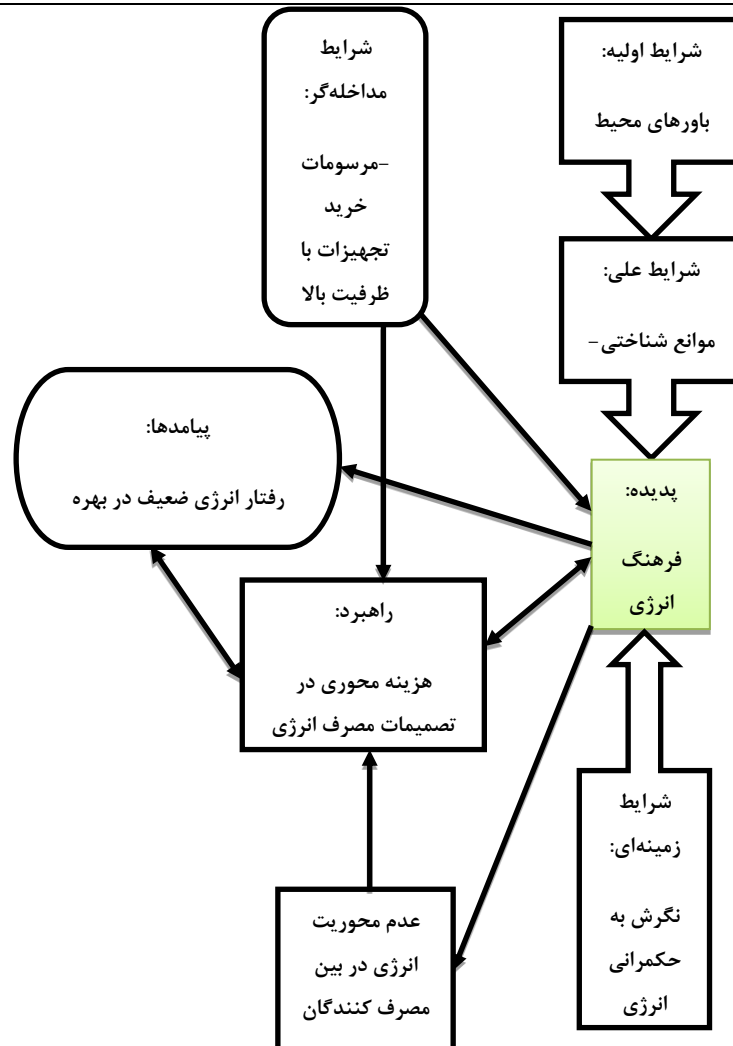 شرایط اولیه:
باورهای محیط
شرایط علی:
موانع شناختی-
شرایط
مداخله‌گر:
-مرسومات
خرید
تجهیزات با
ظرفیت بالا
پیامدها:
رفتار انرژی ضعیف در بهره
پدیده:
فرهنگ
انرژی
راهبرد:
هزینه محوری در
تصمیمات مصرف انرژی
شرایط
زمینه‌ای:
نگرش به
حکمرانی
انرژی
عدم محوریت
انرژی در بین
مصرف کنندگان